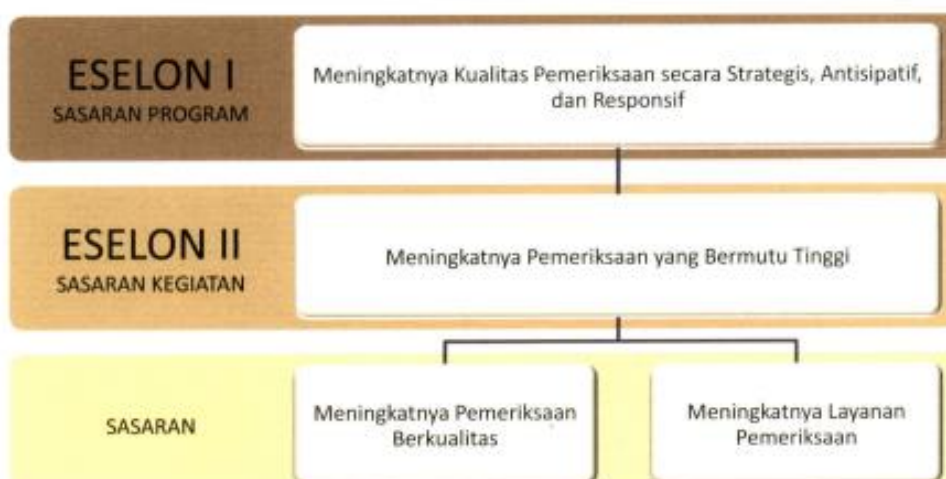 ESELON I
SASARAN PROGRAM
Meningkatnya Kualitas Pemeriksaan secara Strategis, Antisipatif,
dan Responsif
ESELON II
SASARAN KEGIATAN
Meningkatnya Pemeriksaan yang Bermutu Tinggi
SASARAN
Meningkatnya Pemeriksaan
Berkualitas
Meningkatnya Layanan
Pemeriksaan